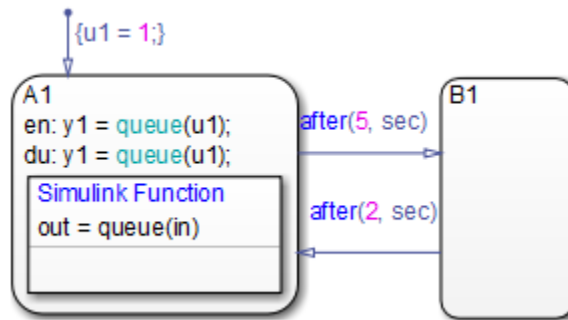 {u1 = 1;}
A1
en: y1 = queue(u1);
du: y1 = queue(u1);
Simulink Function
out = queue(in)
after(5, sec)
after(2, sec)
B1